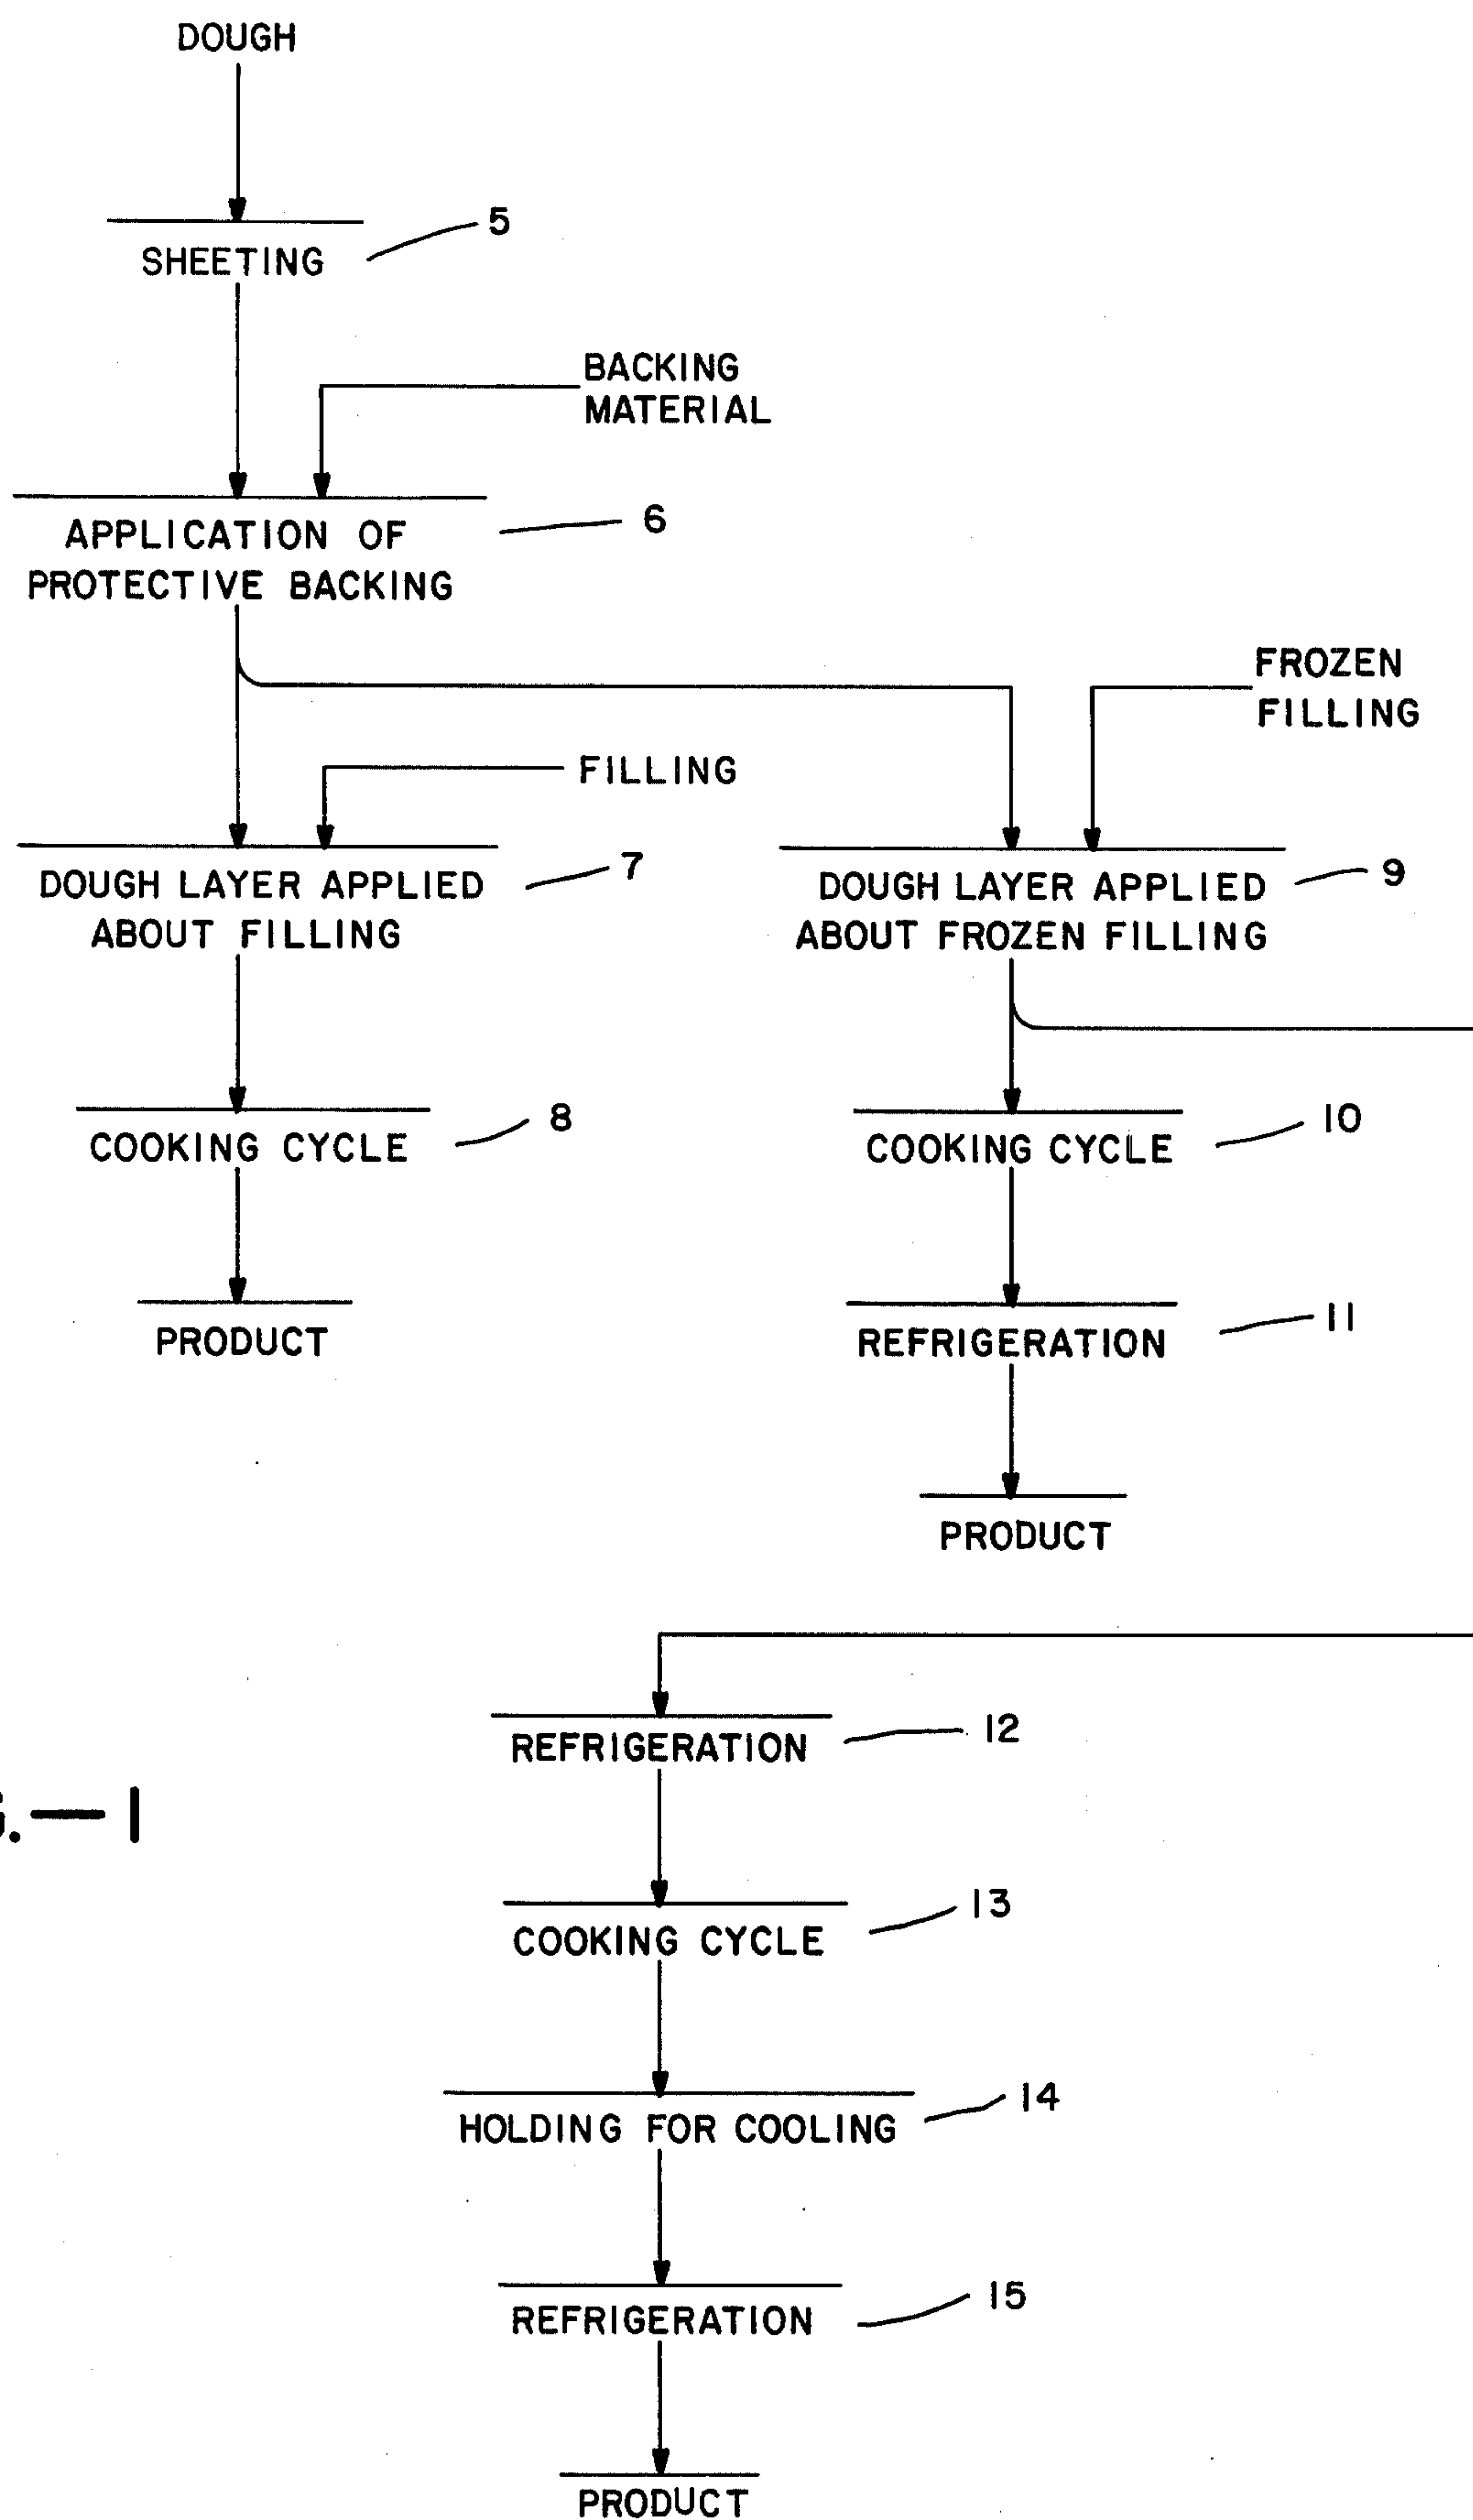 DOUGH
5
SHEETING
BACKING
MATERIAL
6
APPLICATION OF
PROTECTIVE BACKING
FROZEN
FILLING
FILLING
7
DOUGH LAYER APPLIED
ABOUT FILLING
9
DOUGH LAYER APPLIED
ABOUT FROZEN FILLING
8
COOKING CYCLE
10
COOKING CYCLE
PRODUCT
11
REFRIGERATION
PRODUCT
12
REFRIGERATION
.—1
13
COOKING CYCLE
14
HOLDING FOR COOLING
15
REFRIGERATION
PRODUCT